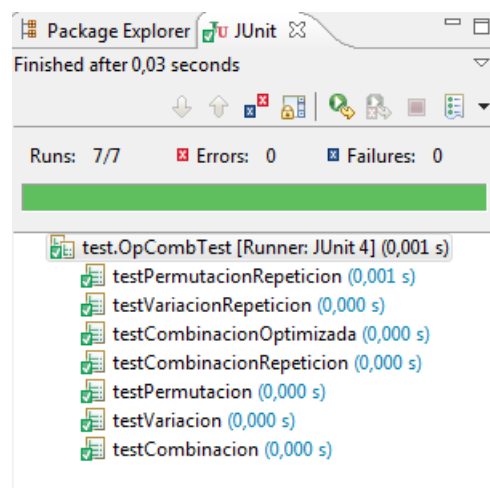 Package Explorer JUnit
Finished after 0,03 seconds
Runs: 7/7 Errors: 0 Failures: 0
test.OpCombTest [Runner: JUnit 4] (0,001 s)
testPermutacionRepeticion (0,001 s)
testVariacionRepeticion (0,000 s)
testCombinacionOptimizada (0,000 s)
testCombinacionRepeticion (0,000 s)
testPermutacion (0,000 s)
testVariacion (0,000 s)
testCombinacion (0,000 s)